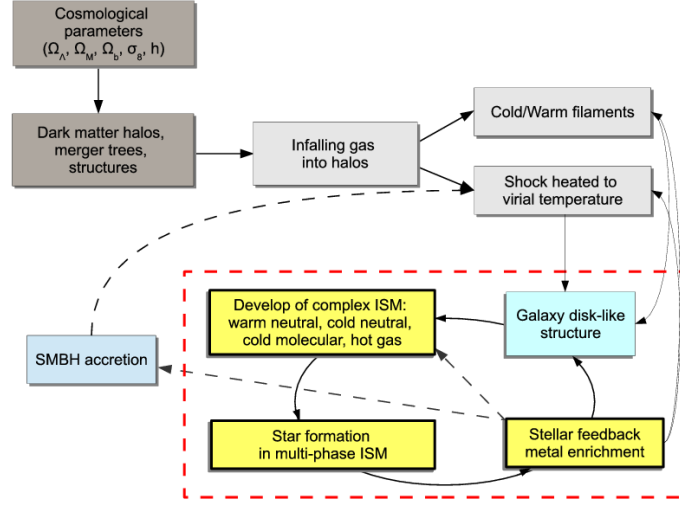 Cosmological
parameters
(Ω_Λ, Ω_M, Ω_b, σ_8, h)
Dark matter halos,
merger trees,
structures
Infalling gas
into halos
Cold/Warm filaments
Shock heated to
virial temperature
Develop of complex ISM:
warm neutral, cold neutral,
cold molecular, hot gas
Galaxy disk-like
structure
SMBH accretion
Star formation
in multi-phase ISM
Stellar feedback
metal enrichment